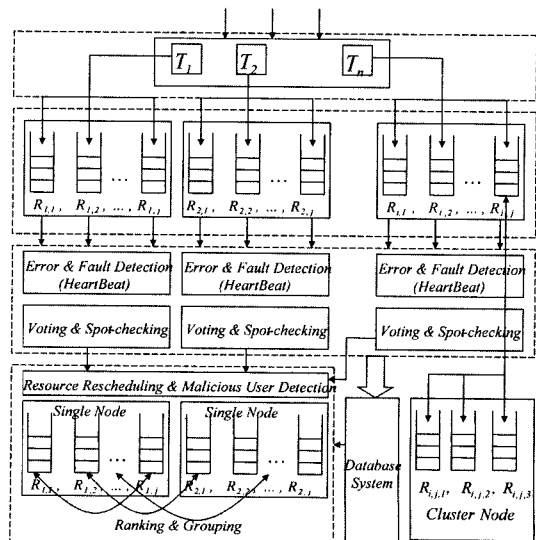 T1 T2 Tn
... ... ...
R1,1 , R1,2 , ... , R1,j R2,1 , R2,2 , ... , R2,j Ri,1 , Ri,2 , ... , Ri,j
Error & Fault Detection (HeartBeat)
Error & Fault Detection (HeartBeat)
Error & Fault Detection (HeartBeat)
Voting & Spot-checking
Voting & Spot-checking
Voting & Spot-checking
Resource Rescheduling & Malicious User Detection
Single Node Single Node
... ...
R1,1 , R1,2 , ... , R1,j R2,1 , R2,2 , ... , R2,j
Ranking & Grouping
Database
System
Ri,j,1 , Ri,j,2 , Ri,j,3
Cluster Node